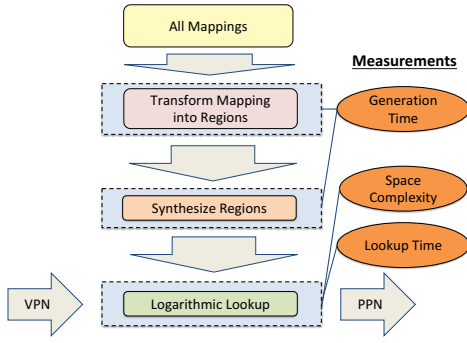 All Mappings
Measurements
Transform Mapping
into Regions
Generation
Time
Synthesize Regions
Space
Complexity
Lookup Time
VPN
Logarithmic Lookup
PPN